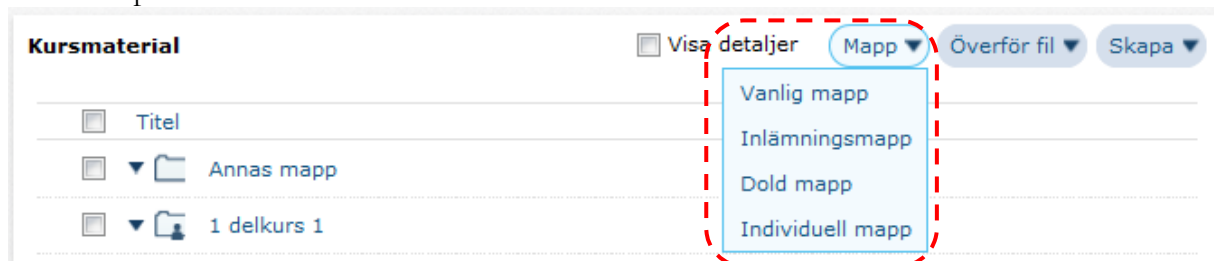 Kursmaterial
Visa detaljer Mapp ▼ Överför fil ▼ Skapa ▼
Vanlig mapp
Titel
Inlämningsmapp
Annas mapp
Dold mapp
1 delkurs 1
Individuell mapp